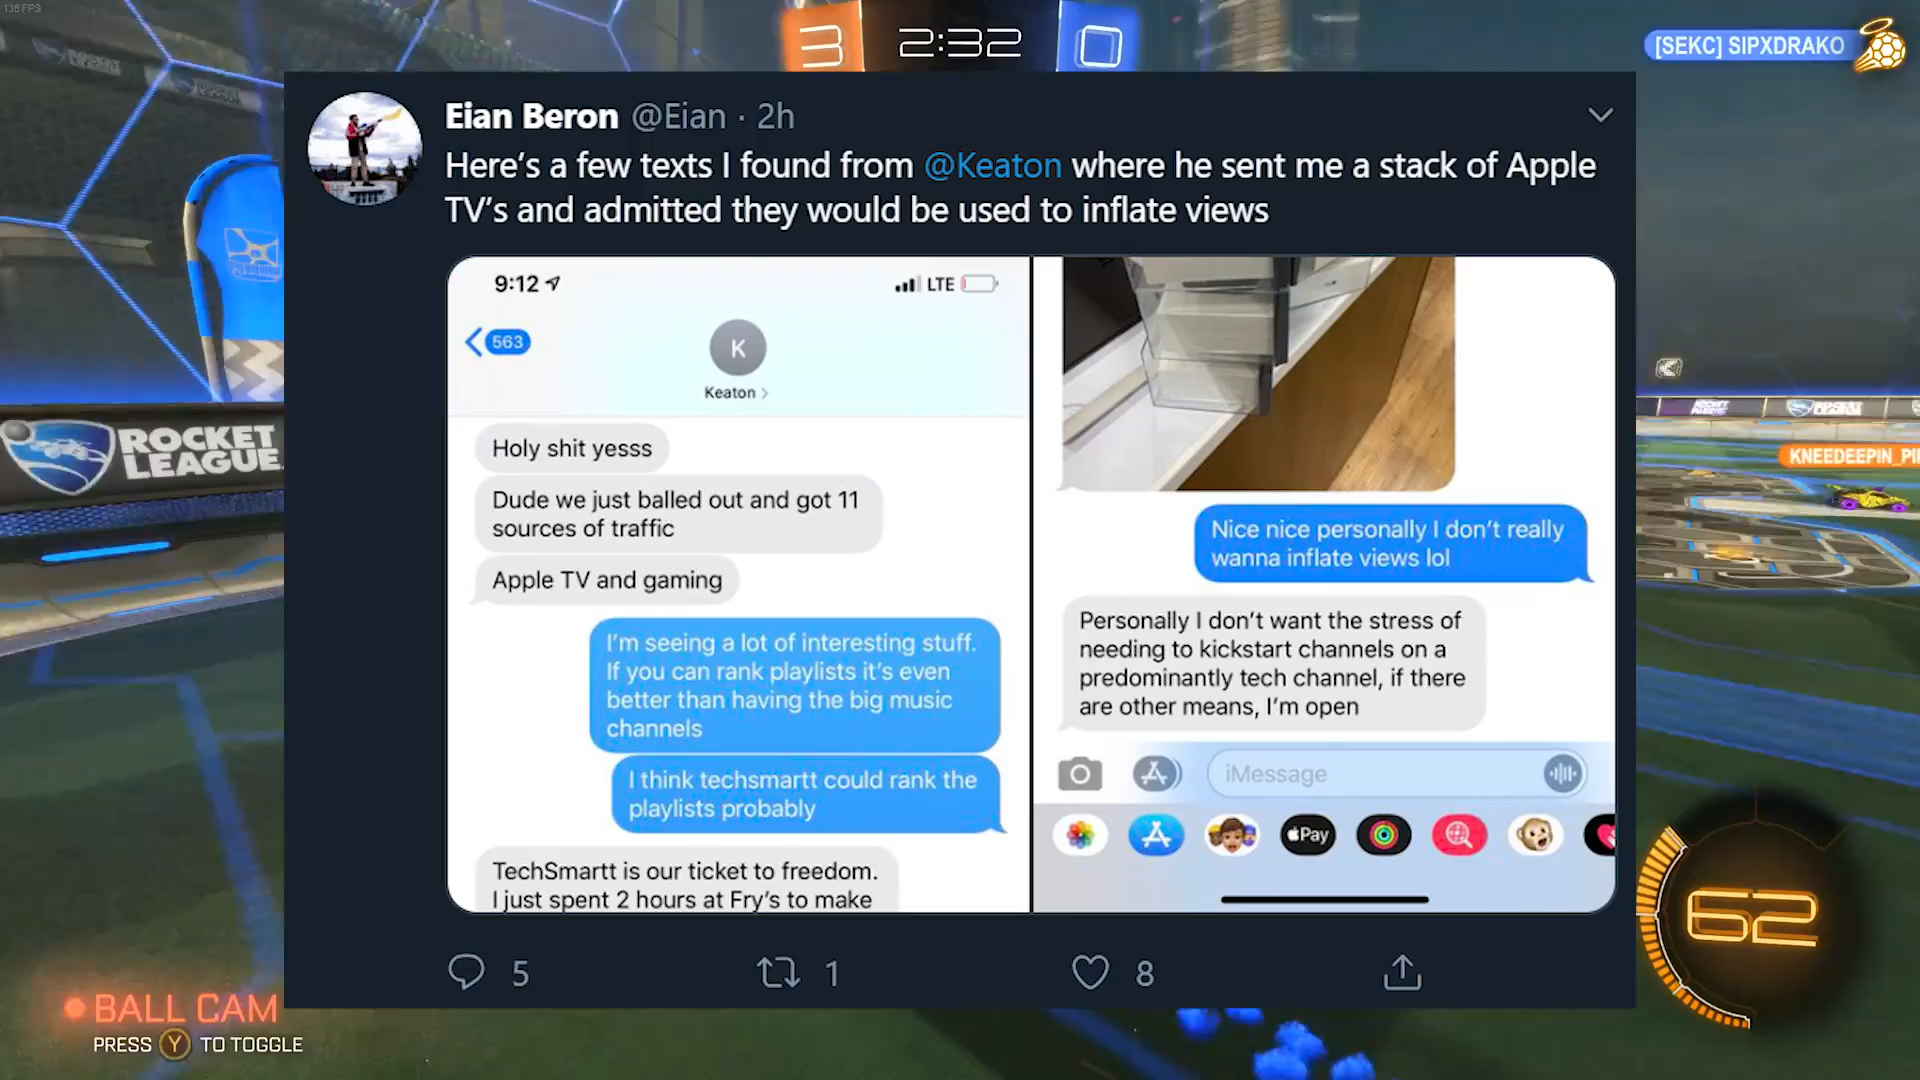 138 FPS
3 2:32 0
[SEKC] SIPXDRAKO
Eian Beron @Eian · 2h
Here's a few texts I found from @Keaton where he sent me a stack of Apple
TV's and admitted they would be used to inflate views
9:12
LTE
563
K
Keaton
Holy shit yesss
Dude we just balled out and got 11
sources of traffic
Apple TV and gaming
I'm seeing a lot of interesting stuff.
If you can rank playlists it's even
better than having the big music
channels
I think techsmartt could rank the
playlists probably
TechSmartt is our ticket to freedom.
I just spent 2 hours at Fry's to make
Nice nice personally I don't really
wanna inflate views lol
Personally I don't want the stress of
needing to kickstart channels on a
predominantly tech channel, if there
are other means, I'm open
iMessage
Pay
5 1 8
ROCKET
LEAGUE
ROCKET
LEAGUE
KNEEDEEPIN_PI
62
BALL CAM
PRESS Y TO TOGGLE